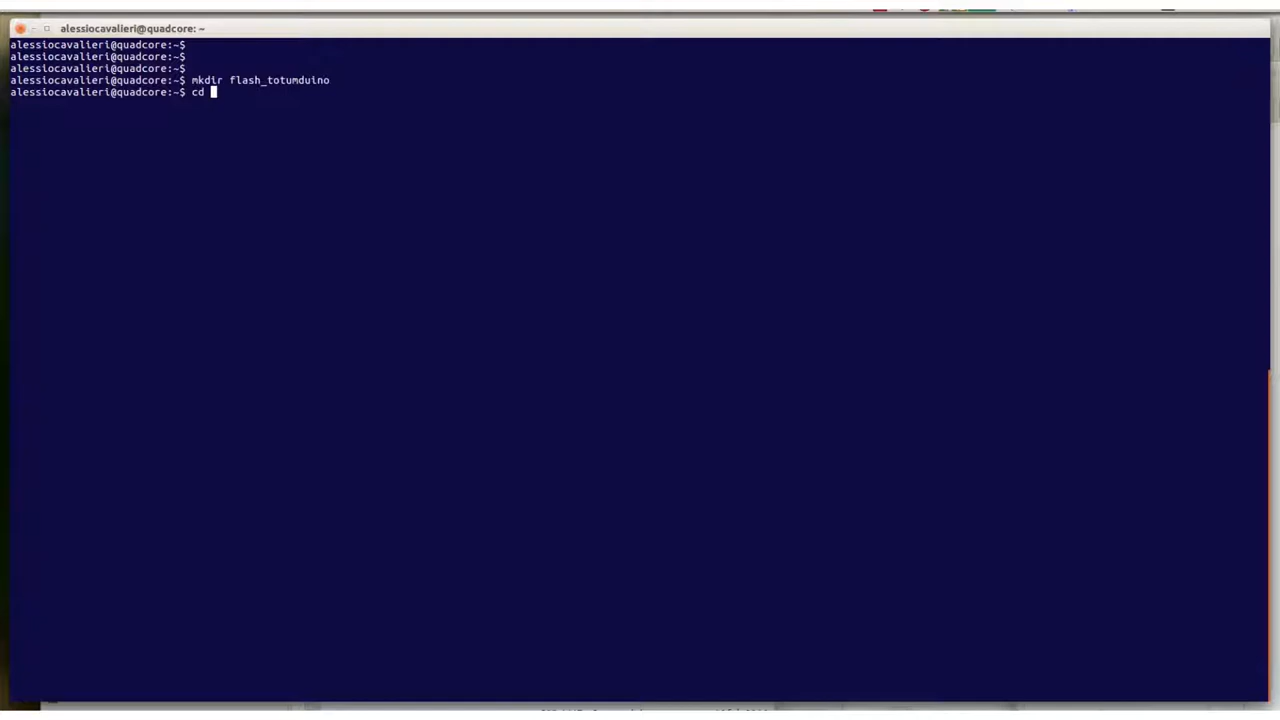 alessiocavalieri@quadcore: ~
alessiocavalieri@quadcore:~$
alessiocavalieri@quadcore:~$
alessiocavalieri@quadcore:~$
alessiocavalieri@quadcore:~$ mkdir flash_totumduino
alessiocavalieri@quadcore:~$ cd